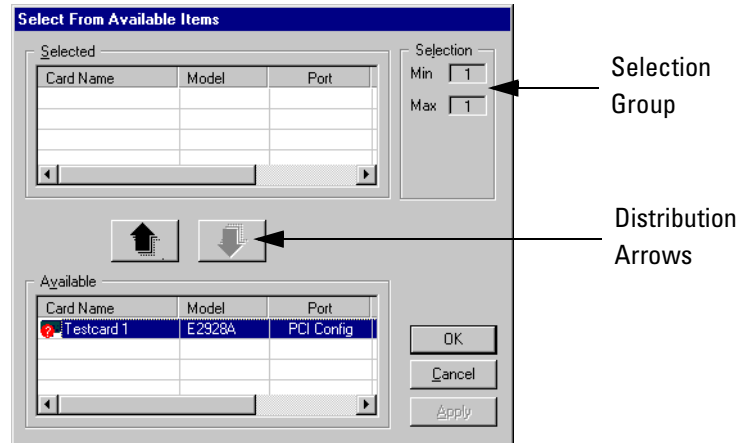 Select From Available Items
Selected
Card Name Model Port
Selection
Min 1
Max 1
Selection
Group
Distribution
Arrows
Available
Card Name Model Port
Testcard 1 E2928A PCI Config
OK
Cancel
Apply